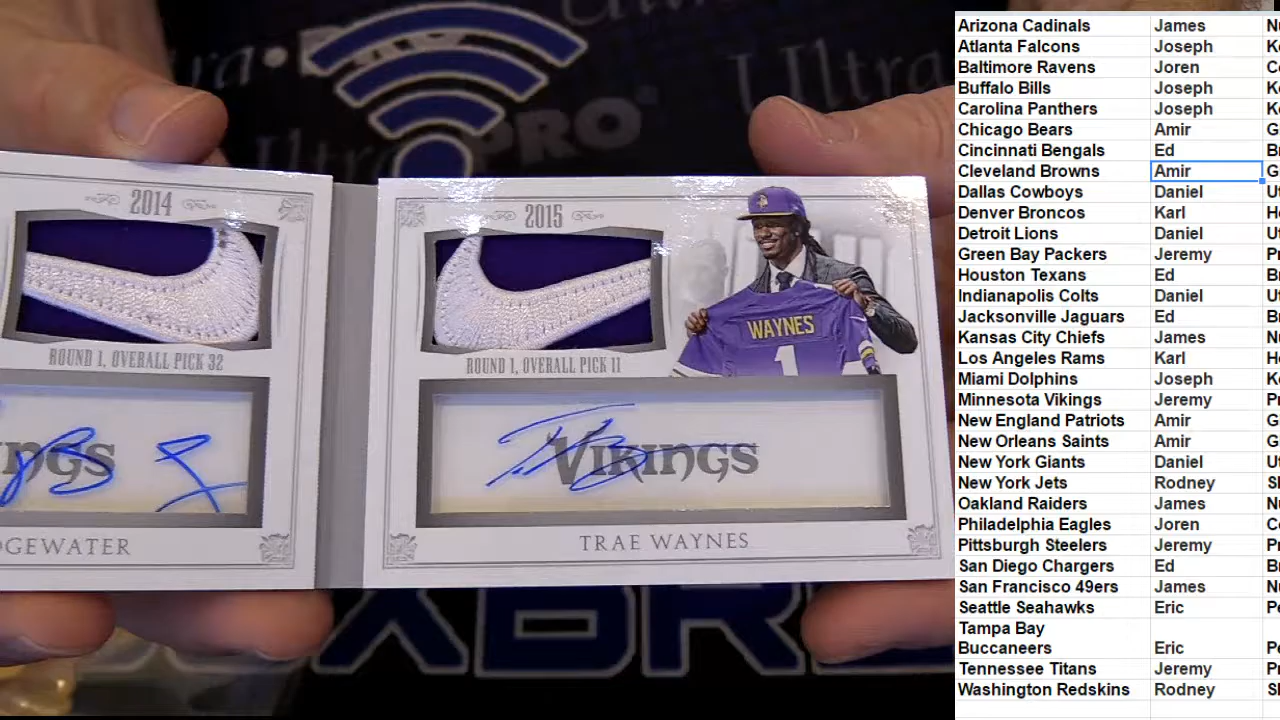 Ultra
PRO
2014
ROUND 1, OVERALL PICK 32
2015
ROUND 1, OVERALL PICK 11
WAYNES
1
VIKINGS
TRAE WAYNES
Arizona Cadinals James
Atlanta Falcons Joseph
Baltimore Ravens Joren
Buffalo Bills Joseph
Carolina Panthers Joseph
Chicago Bears Amir
Cincinnati Bengals Ed
Cleveland Browns Amir
Dallas Cowboys Daniel
Denver Broncos Karl
Detroit Lions Daniel
Green Bay Packers Jeremy
Houston Texans Ed
Indianapolis Colts Daniel
Jacksonville Jaguars Ed
Kansas City Chiefs James
Los Angeles Rams Karl
Miami Dolphins Joseph
Minnesota Vikings Jeremy
New England Patriots Amir
New Orleans Saints Amir
New York Giants Daniel
New York Jets Rodney
Oakland Raiders James
Philadelphia Eagles Joren
Pittsburgh Steelers Jeremy
San Diego Chargers Ed
San Francisco 49ers James
Seattle Seahawks Eric
Tampa Bay
Buccaneers Eric
Tennessee Titans Jeremy
Washington Redskins Rodney